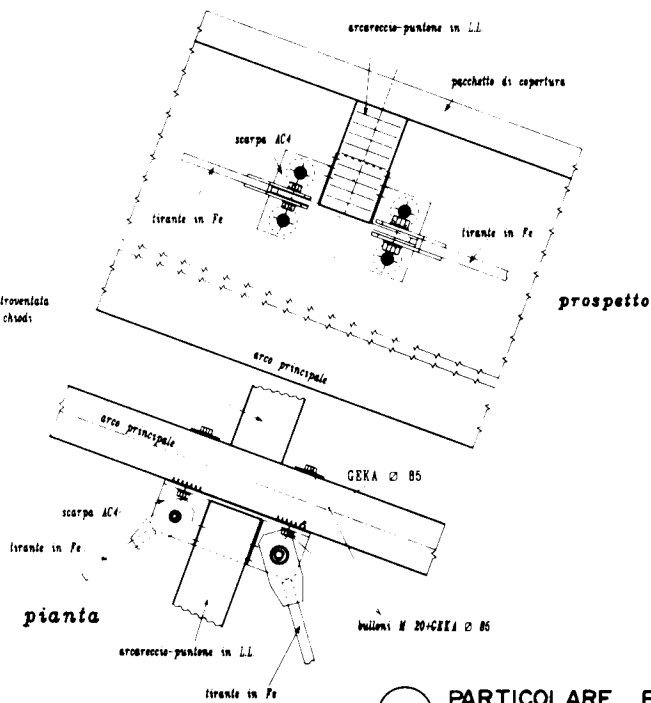 arcareccio-puntone in L.L.
pacchetto di copertura
scarpa AC4
tirante in Fe
tirante in Fe
troventata
chiodi
prospetto
arco principale
arco principale
GEKA Ø 85
scarpa AC4
tirante in Fe
pianta
bulloni M 20+GEKA Ø 85
arcareccio-puntone in L.L.
tirante in Fe
PARTICOLARE